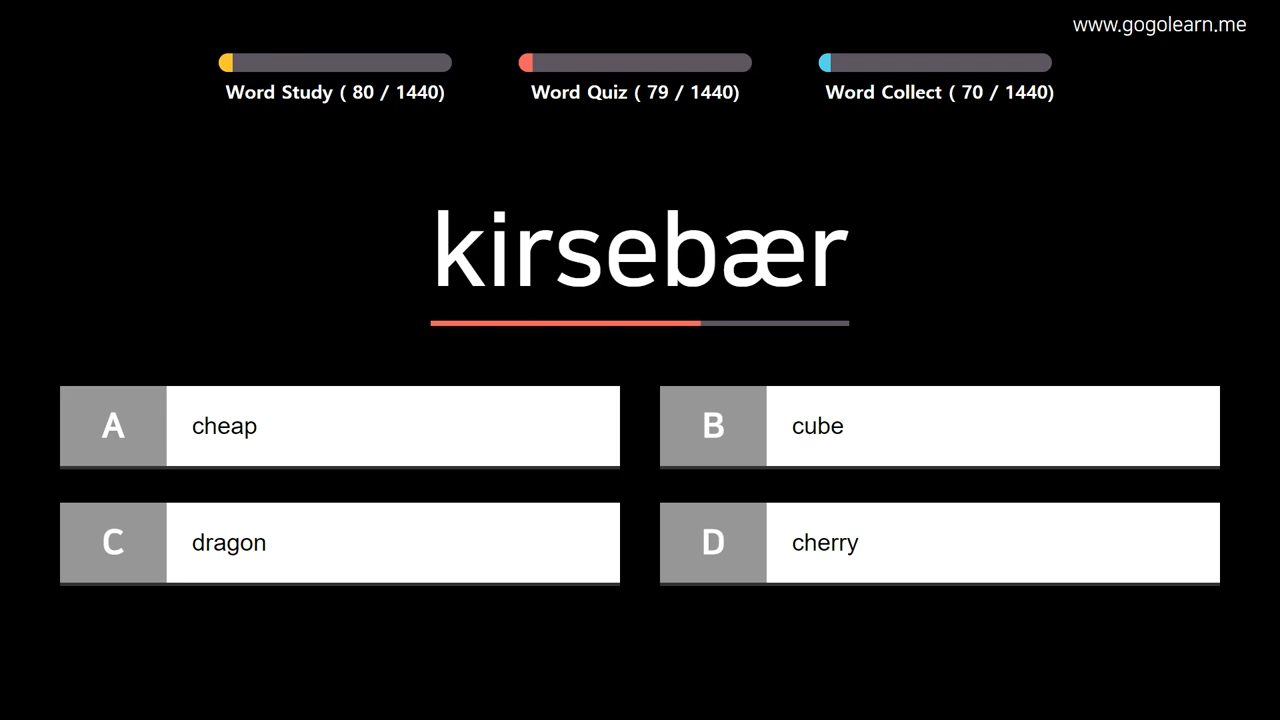 www.gogolearn.me
Word Study ( 80 / 1440)
Word Quiz ( 79 / 1440)
Word Collect ( 70 / 1440)
kirsebær
A cheap
B cube
C dragon
D cherry